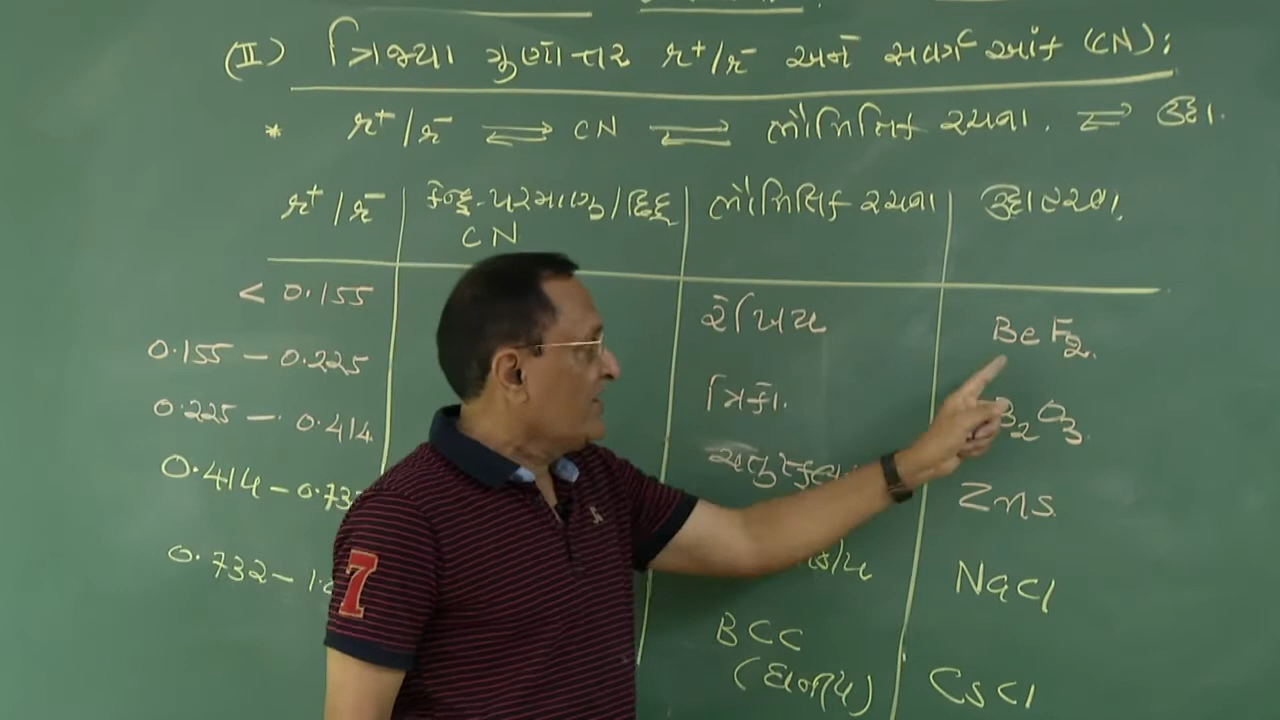 (II) ત્રિજ્યા ગુણોત્તર r⁺/r⁻ અને સવર્ગ આંક (CN):
* r⁺/r⁻ ⇌ CN ⇌ ભૌમિતિક રચના. ⇌ ઉદા.
r⁺/r⁻ કેન્દ્ર-પરમાણુ/બિંદુ CN ભૌમિતિક રચના ઉદાહરણ.
< 0.155 રેખિય BeF₂.
0.155 – 0.225 ત્રિકો. B₂O₃.
0.225 – 0.414 ZnS.
0.414 – 0.73 NaCl
0.732 – BCC (ઘનીય) CsCl
7